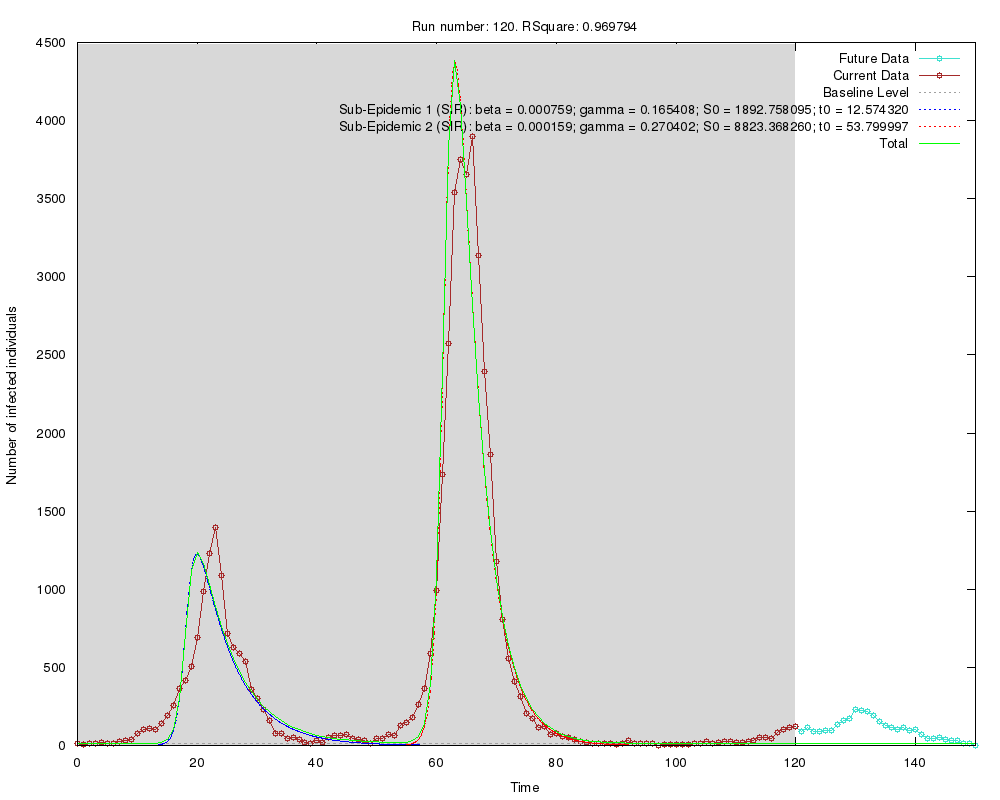 Run number: 120. RSquare: 0.969794
Future Data
Current Data
Baseline Level
Sub-Epidemic 1 (SIR): beta = 0.000759; gamma = 0.165408; S0 = 1892.758095; t0 = 12.574320
Sub-Epidemic 2 (SIR): beta = 0.000159; gamma = 0.270402; S0 = 8823.368260; t0 = 53.799997
Total
Number of infected individuals
4500
4000
3500
3000
2500
2000
1500
1000
500
0
0 20 40 60 80 100 120 140
Time